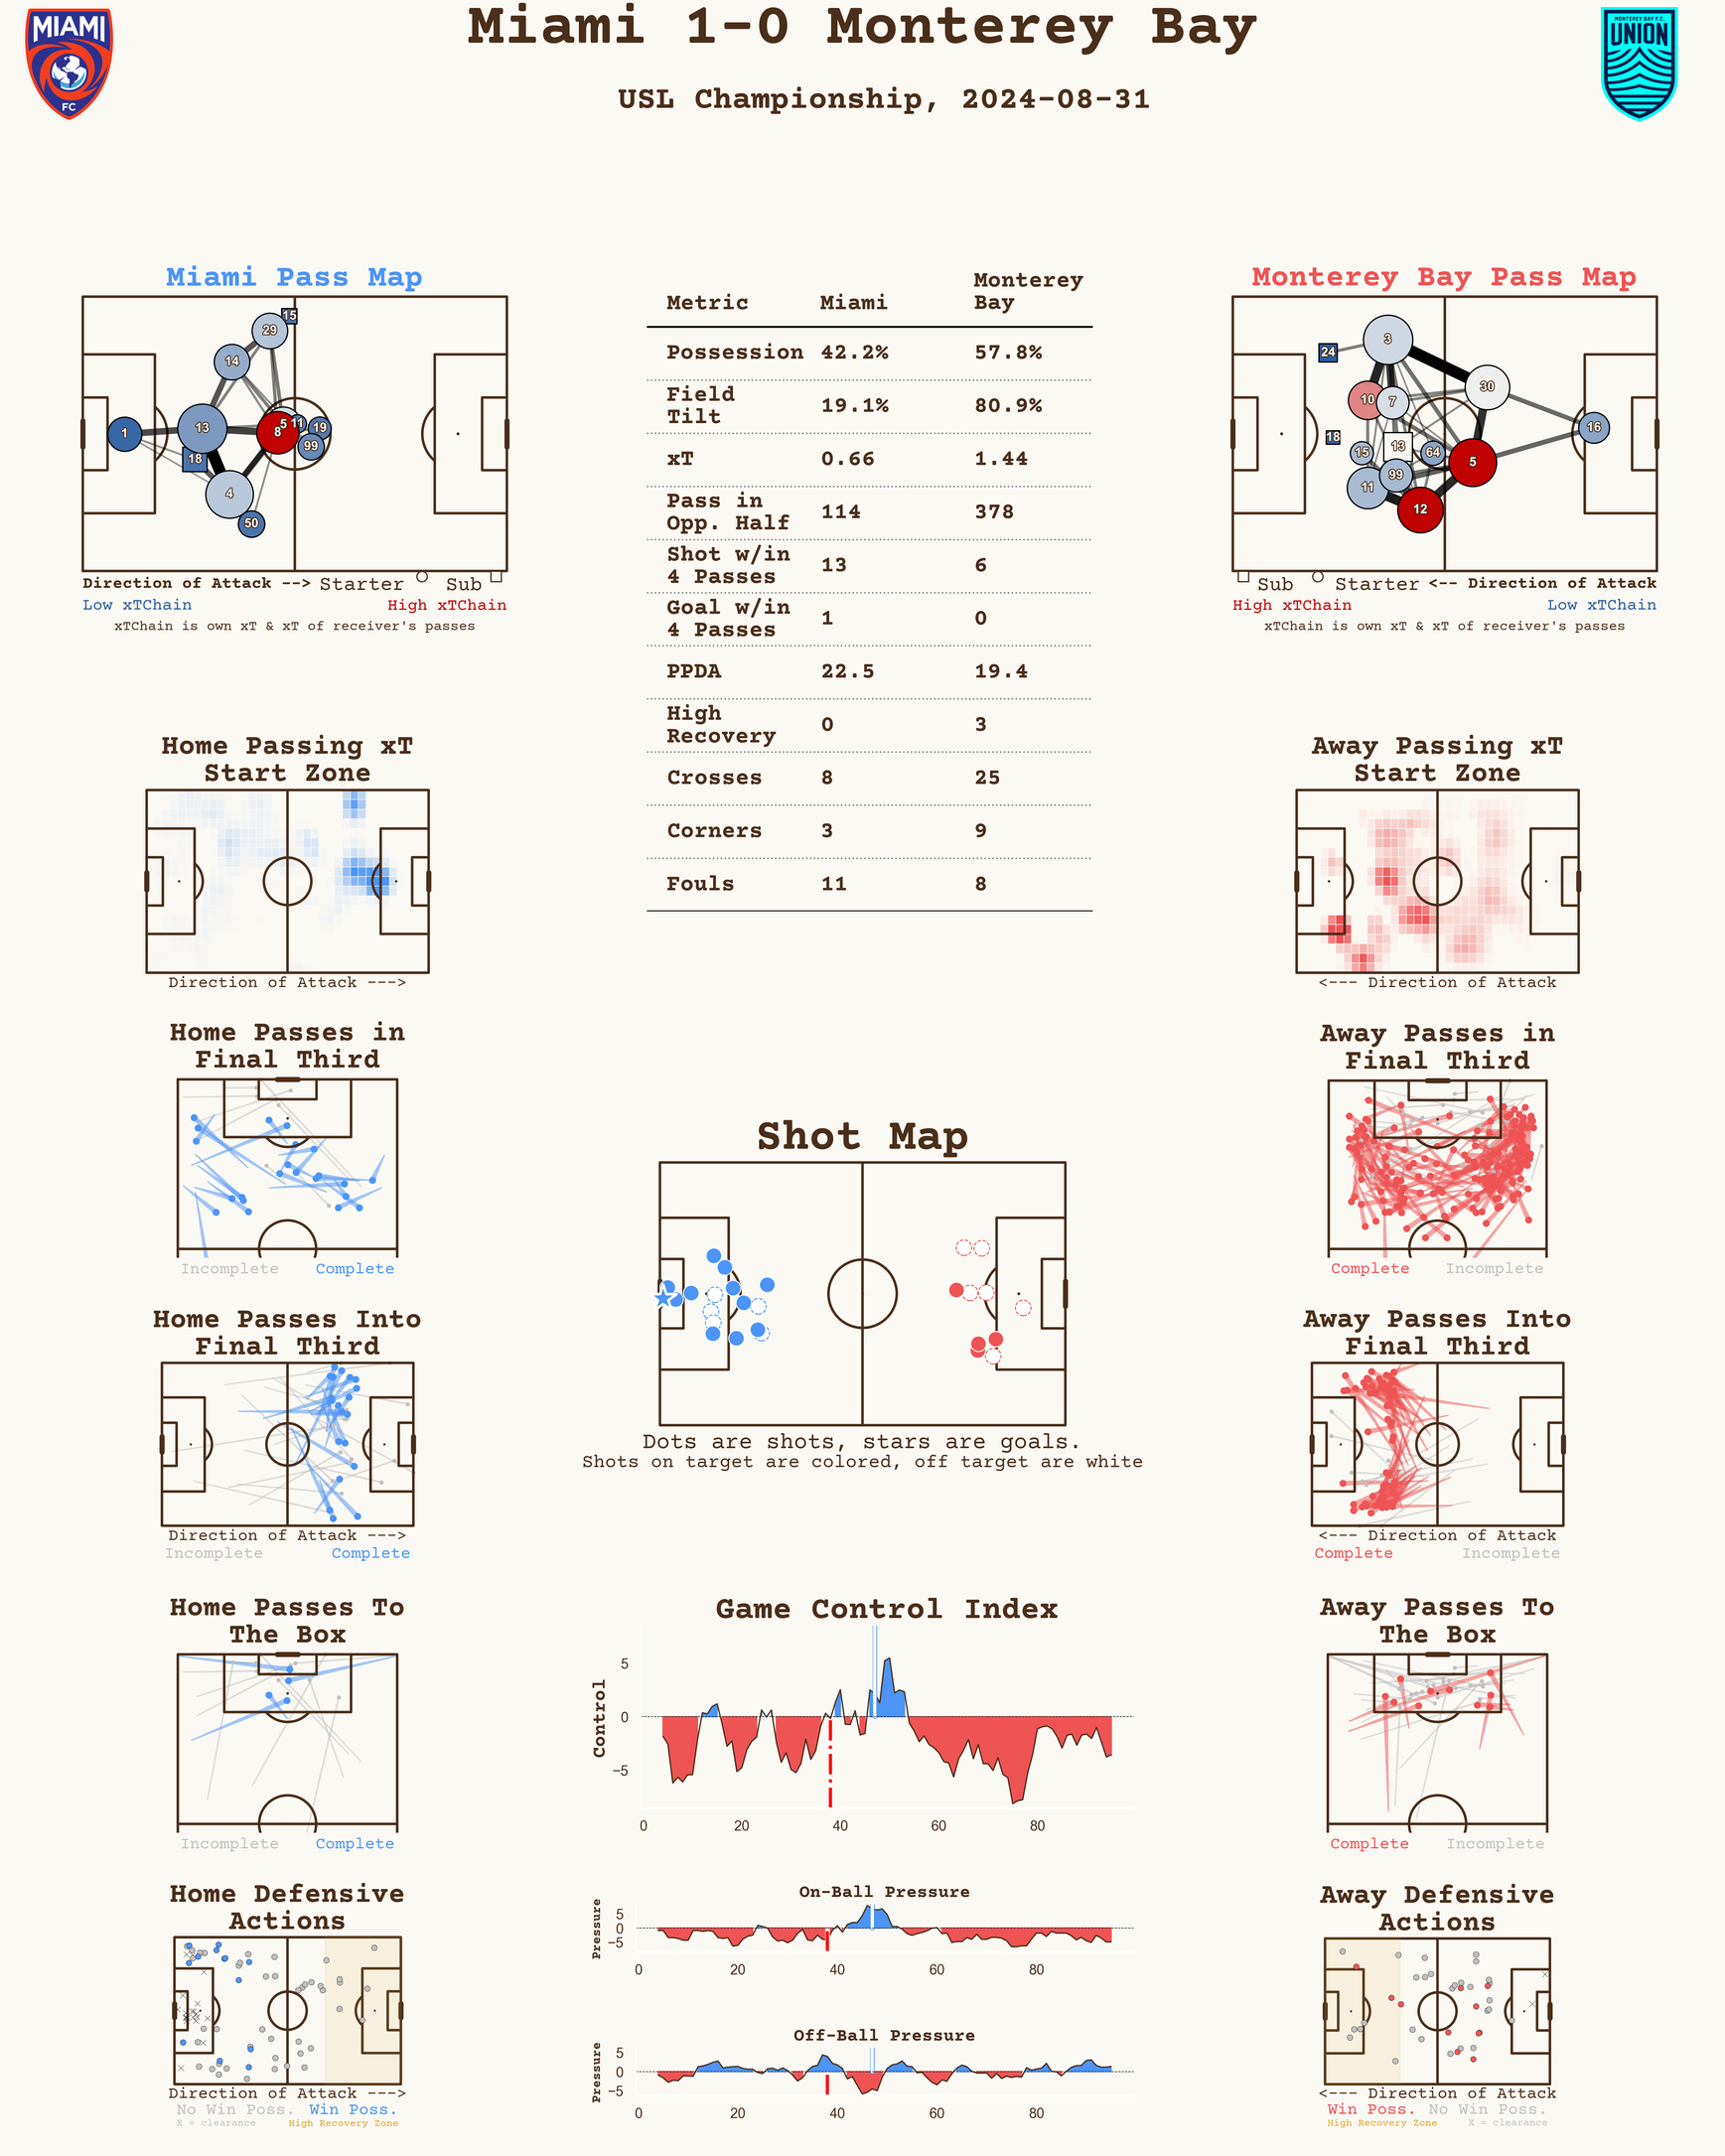 Miami 1-0 Monterey Bay
USL Championship, 2024-08-31
MIAMI
FC
MONTEREY BAY F.C.
UNION
Miami Pass Map
15
29
14
1
13
5
11
8
19
99
18
4
50
Direction of Attack --> Starter Sub
Low xTChain High xTChain
xTChain is own xT & xT of receiver's passes
Metric Miami Monterey Bay
Possession 42.2% 57.8%
Field Tilt 19.1% 80.9%
xT 0.66 1.44
Pass in Opp. Half 114 378
Shot w/in 4 Passes 13 6
Goal w/in 4 Passes 1 0
PPDA 22.5 19.4
High Recovery 0 3
Crosses 8 25
Corners 3 9
Fouls 11 8
Monterey Bay Pass Map
3
24
30
10
7
16
18
13
15
64
5
99
11
12
Sub Starter <-- Direction of Attack
High xTChain Low xTChain
xTChain is own xT & xT of receiver's passes
Home Passing xT
Start Zone
Direction of Attack --->
Away Passing xT
Start Zone
<--- Direction of Attack
Home Passes in
Final Third
Incomplete Complete
Away Passes in
Final Third
Complete Incomplete
Shot Map
Dots are shots, stars are goals.
Shots on target are colored, off target are white
Home Passes Into
Final Third
Direction of Attack --->
Incomplete Complete
Away Passes Into
Final Third
<--- Direction of Attack
Complete Incomplete
Home Passes To
The Box
Incomplete Complete
Game Control Index
Control
5
0
−5
0 20 40 60 80
Away Passes To
The Box
Complete Incomplete
Home Defensive
Actions
Direction of Attack --->
No Win Poss. Win Poss.
X = clearance High Recovery Zone
On-Ball Pressure
Pressure
5
0
−5
0 20 40 60 80
Off-Ball Pressure
Pressure
5
0
−5
0 20 40 60 80
Away Defensive
Actions
<--- Direction of Attack
Win Poss. No Win Poss.
High Recovery Zone X = clearance